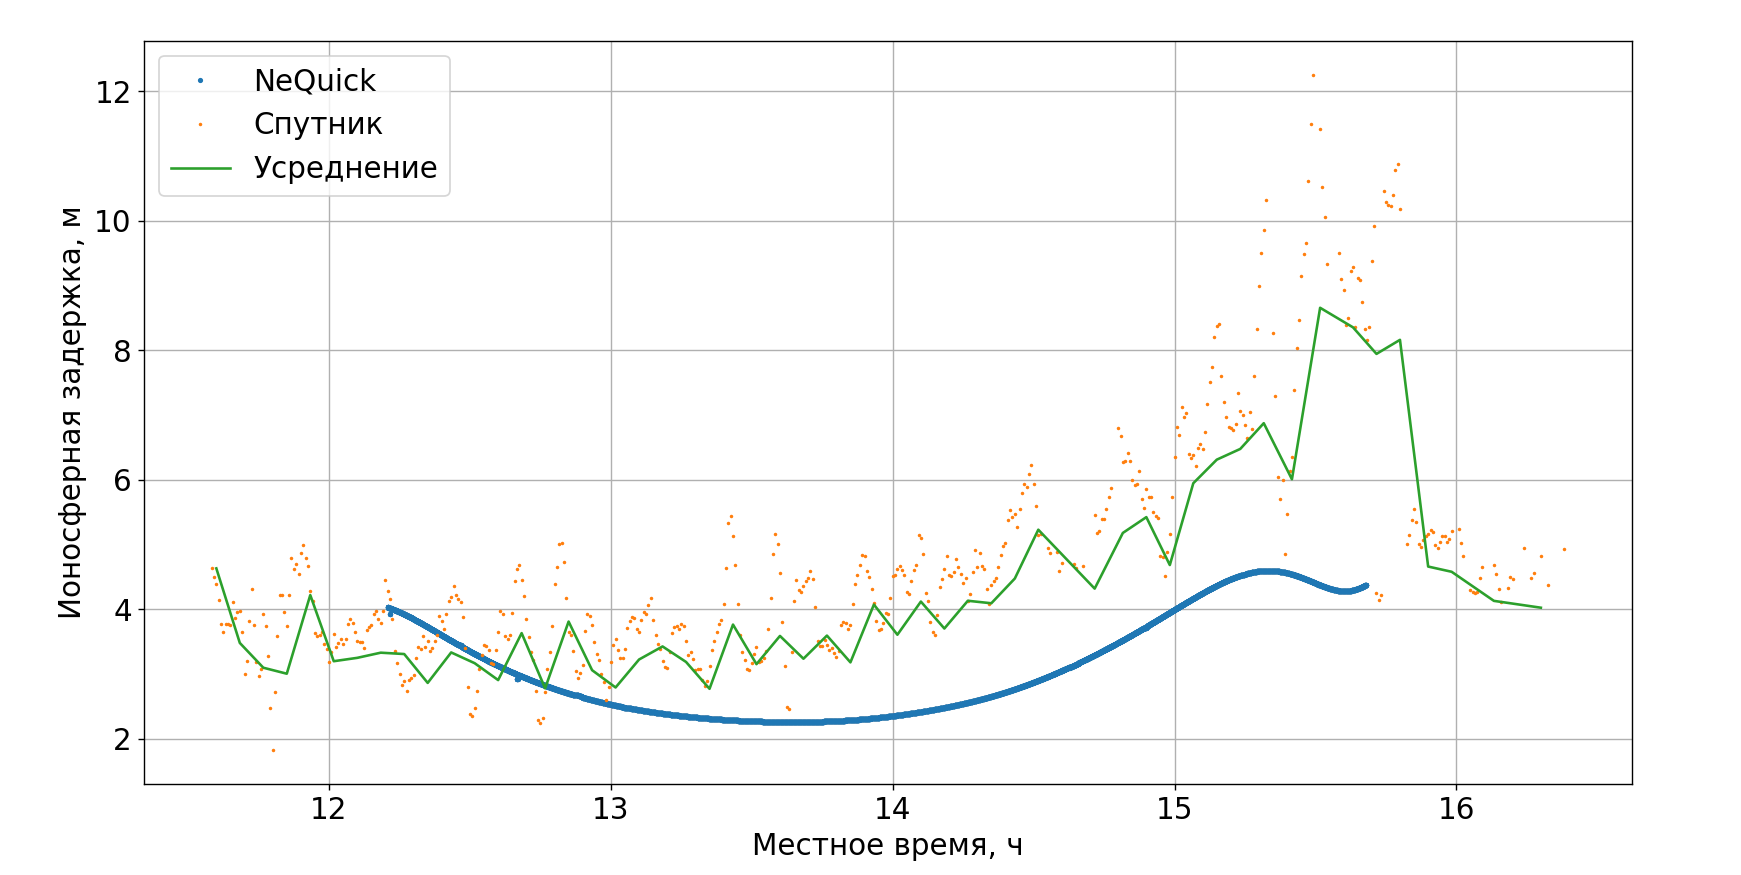 NeQuick
Спутник
Усреднение
Ионосферная задержка, м
12
10
8
6
4
2
12 13 14 15 16
Местное время, ч